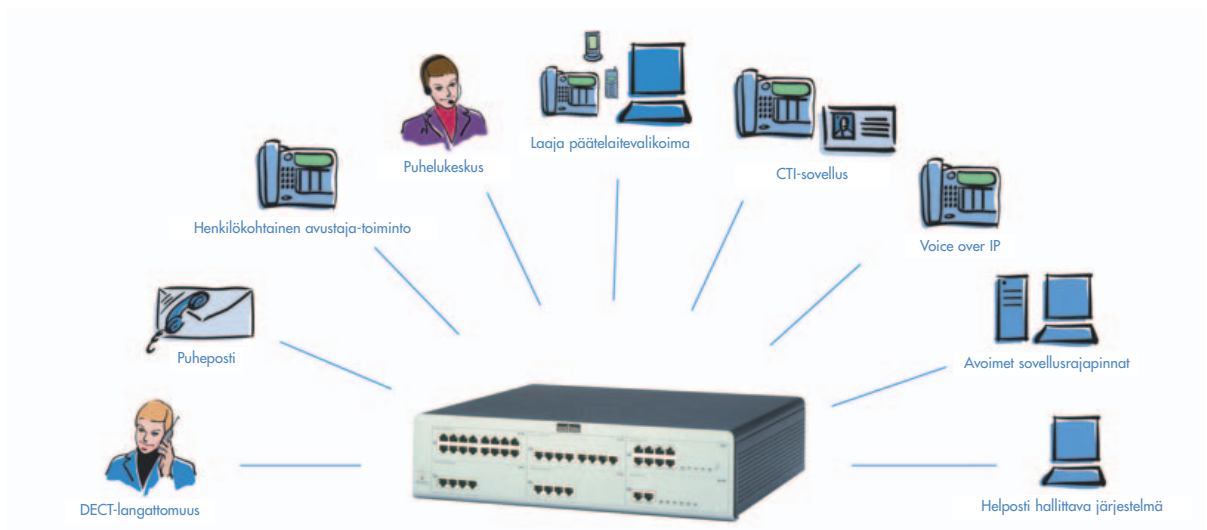 Laaja päätelaitevalikoima
Puhelukeskus
CTI-sovellus
Henkilökohtainen avustaja-toiminto
Voice over IP
Puheposti
Avoimet sovellusrajapinnat
DECT-langattomuus
Helposti hallittava järjestelmä